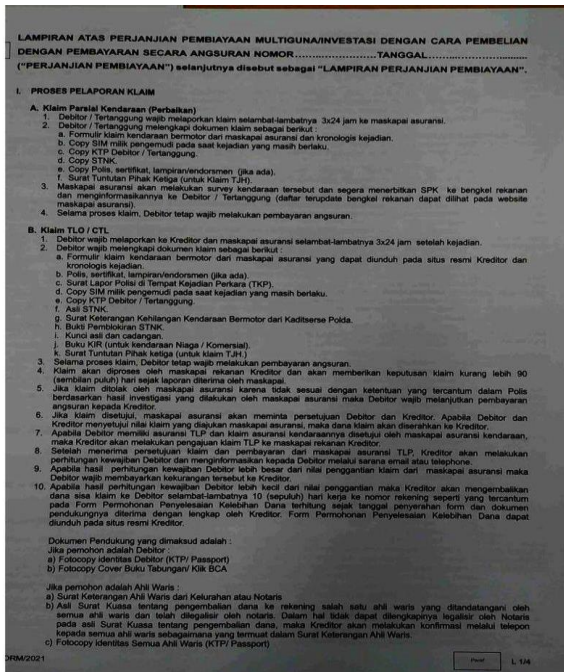 LAMPIRAN ATAS PERJANJIAN PEMBIAYAAN MULTIGUNA/INVESTASI DENGAN CARA PEMBELIAN
DENGAN PEMBAYARAN SECARA ANGSURAN NOMOR..............................TANGGAL..............................
("PERJANJIAN PEMBIAYAAN") selanjutnya disebut sebagai "LAMPIRAN PERJANJIAN PEMBIAYAAN".
I. PROSES PELAPORAN KLAIM
A. Klaim Parsial Kendaraan (Perbaikan)
1. Debitor / Tertanggung wajib melaporkan klaim selambat-lambatnya 3x24 jam ke maskapai asuransi.
2. Debitor / Tertanggung melengkapi dokumen klaim sebagai berikut :
a. Formulir klaim kendaraan bermotor dari maskapai asuransi dan kronologis kejadian.
b. Copy SIM milik pengemudi pada saat kejadian yang masih berlaku.
c. Copy KTP Debitor / Tertanggung.
d. Copy STNK.
e. Copy Polis, sertifikat, lampiran/endorsmen (jika ada).
f. Surat Tuntutan Pihak Ketiga (untuk Klaim TJH).
3. Maskapai asuransi akan melakukan survey kendaraan tersebut dan segera menerbitkan SPK ke bengkel rekanan
dan menginformasikannya ke Debitor / Tertanggung (daftar terupdate bengkel rekanan dapat dilihat pada website
maskapai asuransi).
4. Selama proses klaim, Debitor tetap wajib melakukan pembayaran angsuran.
B. Klaim TLO / CTL
1. Debitor wajib melaporkan ke Kreditor dan maskapai asuransi selambat-lambatnya 3x24 jam setelah kejadian.
2. Debitor wajib melengkapi dokumen klaim sebagai berikut :
a. Formulir klaim kendaraan bermotor dari maskapai asuransi yang dapat diunduh pada situs resmi Kreditor dan
kronologis kejadian.
b. Polis, sertifikat, lampiran/endorsmen (jika ada).
c. Surat Lapor Polisi di Tempat Kejadian Perkara (TKP).
d. Copy SIM milik pengemudi pada saat kejadian yang masih berlaku.
e. Copy KTP Debitor / Tertanggung.
f. Asli STNK.
g. Surat Keterangan Kehilangan Kendaraan Bermotor dari Kaditserse Polda.
h. Bukti Pemblokiran STNK.
i. Kunci asli dan cadangan.
j. Buku KIR (untuk kendaraan Niaga / Komersial).
k. Surat Tuntutan Pihak ketiga (untuk klaim TJH.)
3. Selama proses klaim, Debitor tetap wajib melakukan pembayaran angsuran.
4. Klaim akan diproses oleh maskapai rekanan Kreditor dan akan memberikan keputusan klaim kurang lebih 90
(sembilan puluh) hari sejak laporan diterima oleh maskapai.
5. Jika klaim ditolak oleh maskapai asuransi karena tidak sesuai dengan ketentuan yang tercantum dalam Polis
berdasarkan hasil investigasi yang dilakukan oleh maskapai asuransi maka Debitor wajib melanjutkan pembayaran
angsuran kepada Kreditor.
6. Jika klaim disetujui, maskapai asuransi akan meminta persetujuan Debitor dan Kreditor. Apabila Debitor dan
Kreditor menyetujui nilai klaim yang diajukan maskapai asuransi, maka dana klaim akan diserahkan ke Kreditor.
7. Apabila Debitor memiliki asuransi TLP dan klaim asuransi kendaraannya disetujui oleh maskapai asuransi kendaraan,
maka Kreditor akan melakukan pengajuan klaim TLP ke maskapai rekanan Kreditor.
8. Setelah menerima persetujuan klaim dan pembayaran dari maskapai asuransi TLP, Kreditor akan melakukan
perhitungan kewajiban Debitor dan menginformasikan kepada Debitor melalui sarana email atau telephone.
9. Apabila hasil perhitungan kewajiban Debitor lebih besar dari nilai penggantian klaim dari maskapai asuransi maka
Debitor wajib membayarkan kekurangan tersebut ke Kreditor.
10. Apabila hasil perhitungan kewajiban Debitor lebih kecil dari nilai penggantian maka Kreditor akan mengembalikan
dana sisa klaim ke Debitor selambat-lambatnya 10 (sepuluh) hari kerja ke nomor rekening seperti yang tercantum
pada Form Permohonan Penyelesaian Kelebihan Dana terhitung sejak tanggal penyerahan form dan dokumen
pendukungnya diterima dengan lengkap oleh Kreditor. Form Permohonan Penyelesaian Kelebihan Dana dapat
diunduh pada situs resmi Kreditor.
Dokumen Pendukung yang dimaksud adalah :
Jika pemohon adalah Debitor :
a) Fotocopy identitas Debitor (KTP/ Passport)
b) Fotocopy Cover Buku Tabungan/ Klik BCA
Jika pemohon adalah Ahli Waris :
a) Surat Keterangan Ahli Waris dari Kelurahan atau Notaris
b) Asli Surat Kuasa tentang pengembalian dana ke rekening salah satu ahli waris yang ditandatangani oleh
semua ahli waris dan telah dilegalisir oleh notaris. Dalam hal tidak dapat dilengkapinya legalisir oleh Notaris
pada asli Surat Kuasa tentang pengembalian dana, maka Kreditor akan melakukan konfirmasi melalui telepon
kepada semua ahli waris sebagaimana yang termuat dalam Surat Keterangan Ahli Waris.
c) Fotocopy identitas Semua Ahli Waris (KTP/ Passport)
ORM/2021
Paraf
L 1/4